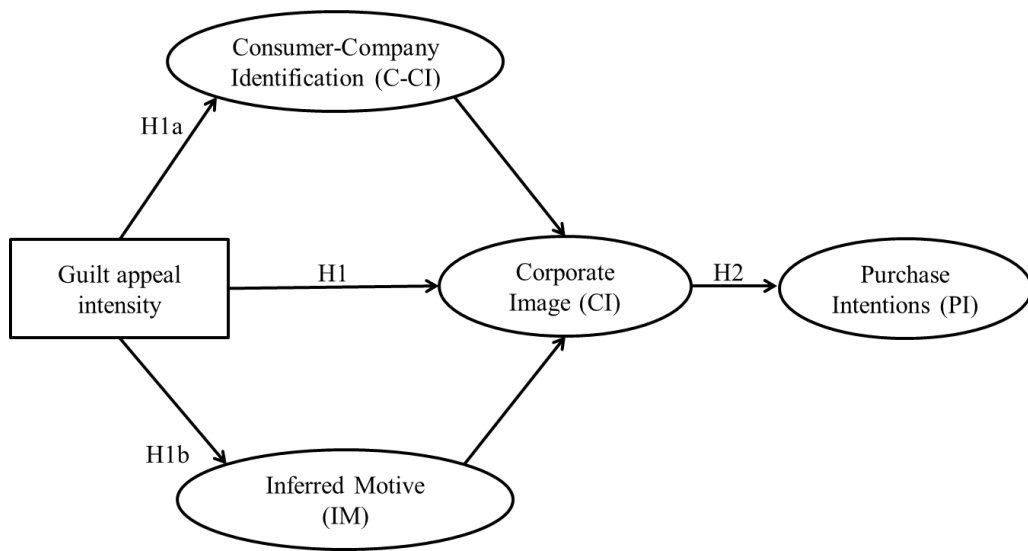 Consumer-Company
Identification (C-CI)
H1a
Guilt appeal
intensity
H1
Corporate
Image (CI)
H2
Purchase
Intentions (PI)
H1b
Inferred Motive
(IM)